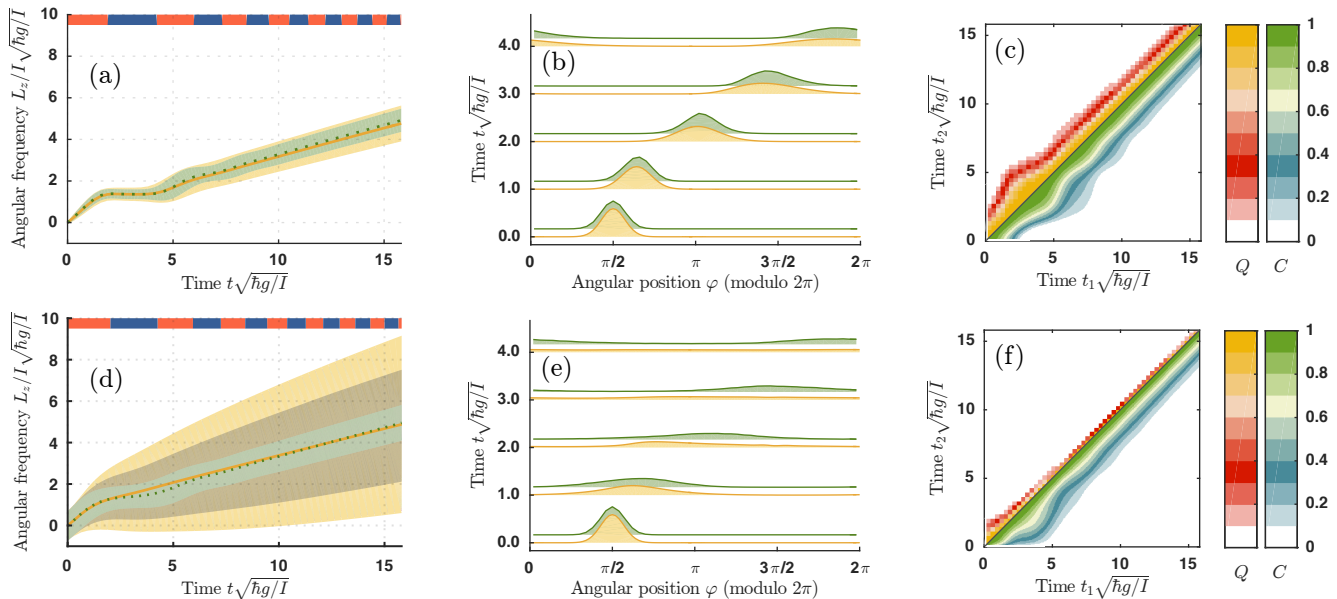 (a)
Angular frequency L_z/I√ħg/I
10
8
6
4
2
0
0 5 10 15
Time t√ħg/I
(b)
Time t√ħg/I
4.0
3.0
2.0
1.0
0.0
0 π/2 π 3π/2 2π
Angular position φ (modulo 2π)
(c)
Time t₂√ħg/I
15
10
5
0
0 5 10 15
Time t₁√ħg/I
1
0.8
0.6
0.4
0.2
Q C
(d)
Angular frequency L_z/I√ħg/I
10
8
6
4
2
0
0 5 10 15
Time t√ħg/I
(e)
Time t√ħg/I
4.0
3.0
2.0
1.0
0.0
0 π/2 π 3π/2 2π
Angular position φ (modulo 2π)
(f)
Time t₂√ħg/I
15
10
5
0
0 5 10 15
Time t₁√ħg/I
1
0.8
0.6
0.4
0.2
Q C